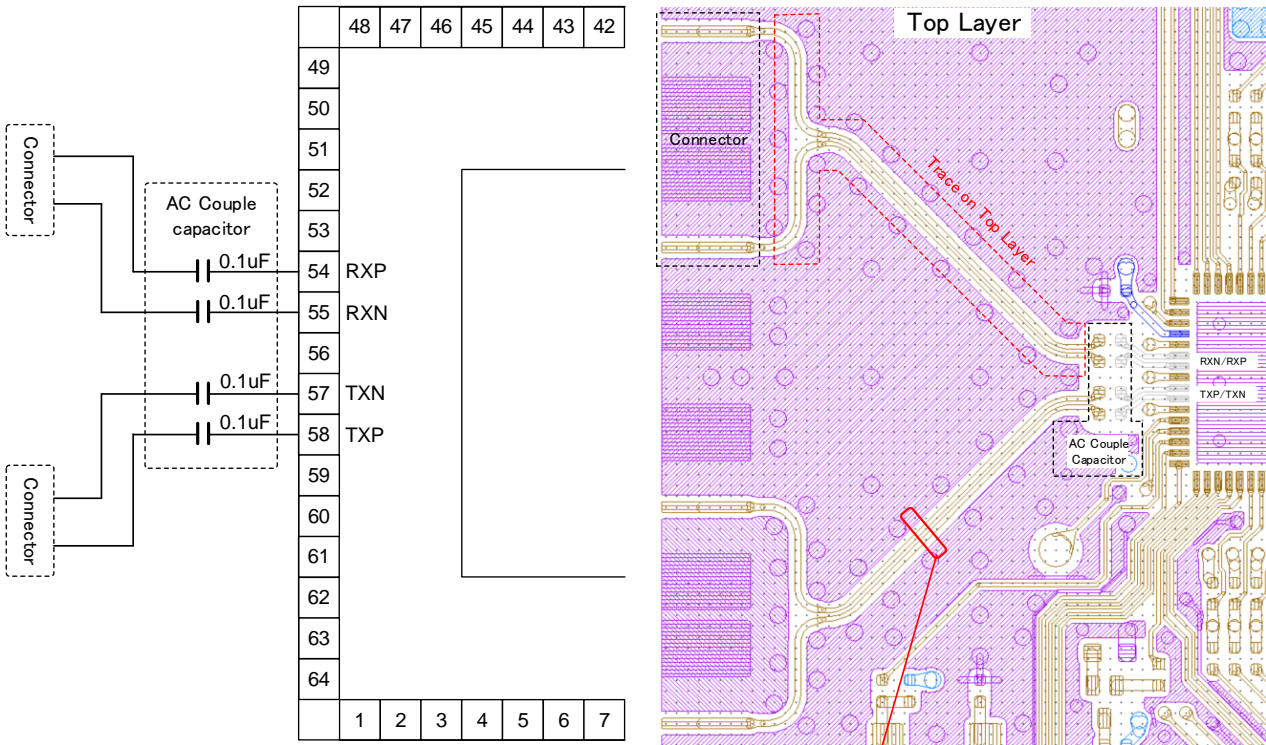 48 47 46 45 44 43 42
49
50
51
52
53
54 RXP
55 RXN
56
57 TXN
58 TXP
59
60
61
62
63
64
1 2 3 4 5 6 7
Connector
Connector
AC Couple
capacitor
0.1uF
0.1uF
0.1uF
0.1uF
Top Layer
Connector
Trace on Top Layer
RXN/RXP
TXP/TXN
AC Couple
Capacitor